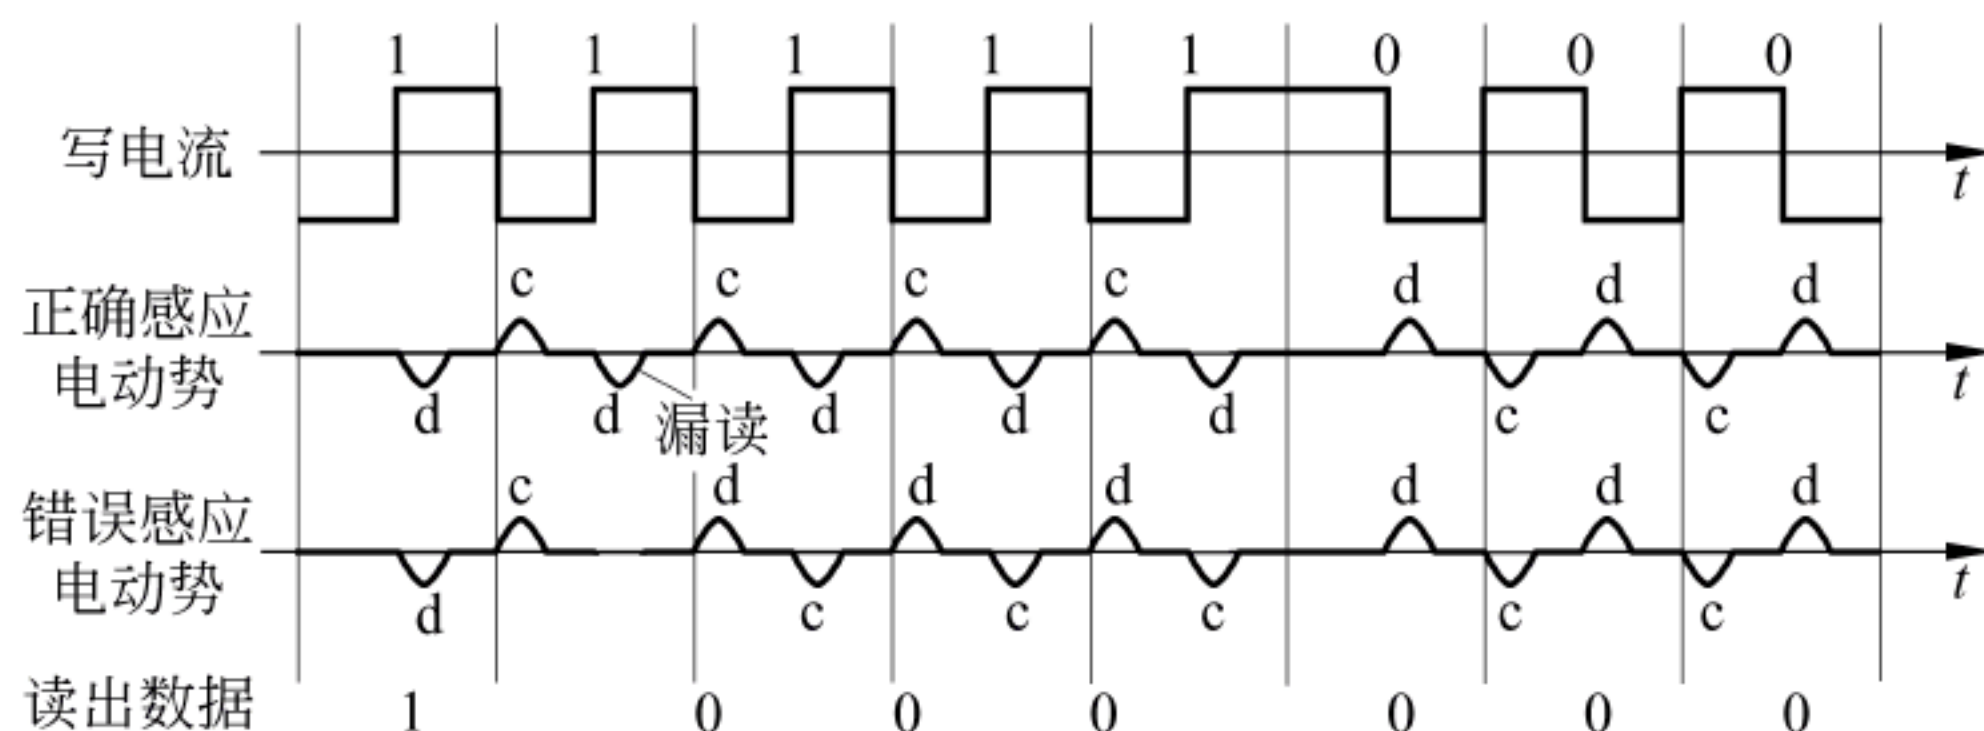 1 1 1 1 1 0 0 0
写电流
t
c c c c d d d
正确感应
电动势
t
d d d d d c c
漏读
c d d d d d d
错误感应
电动势
t
d c c c c c
读出数据 1 0 0 0 0 0 0